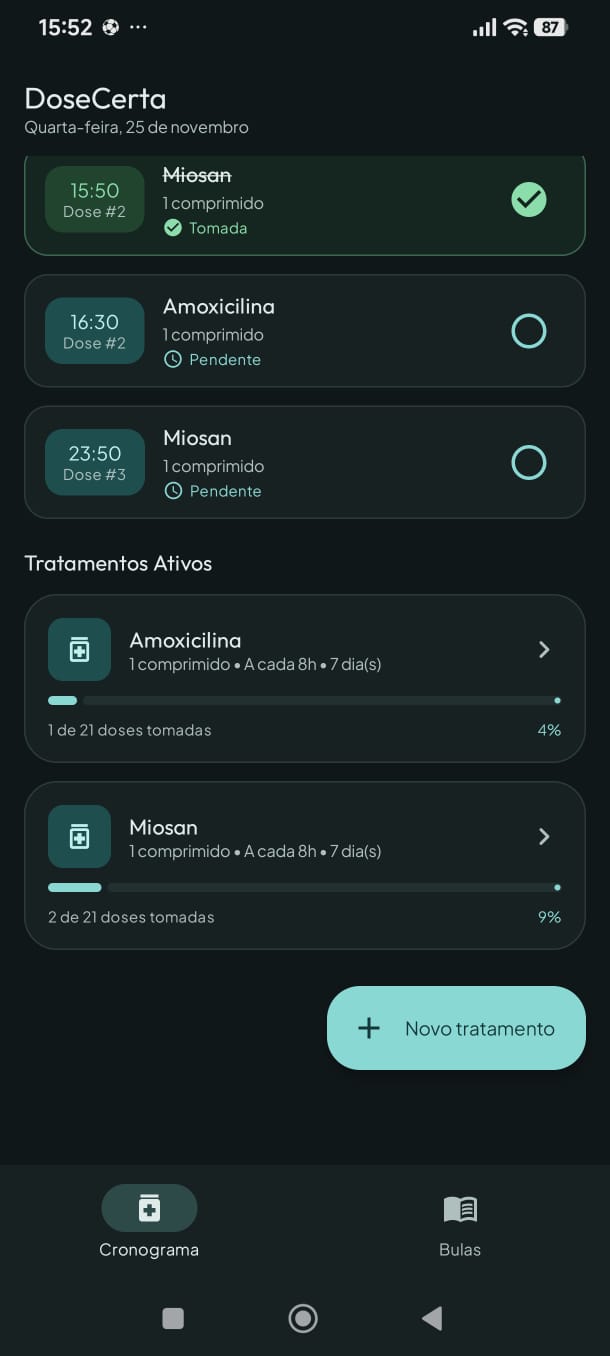 15:52
87
DoseCerta
Quarta-feira, 25 de novembro
Miosan
15:50
1 comprimido
Dose #2
Tomada
Amoxicilina
16:30
1 comprimido
Dose #2
Pendente
Miosan
23:50
1 comprimido
Dose #3
Pendente
Tratamentos Ativos
Amoxicilina
1 comprimido • A cada 8h • 7 dia(s)
1 de 21 doses tomadas 4%
Miosan
1 comprimido • A cada 8h • 7 dia(s)
2 de 21 doses tomadas 9%
+ Novo tratamento
Cronograma
Bulas